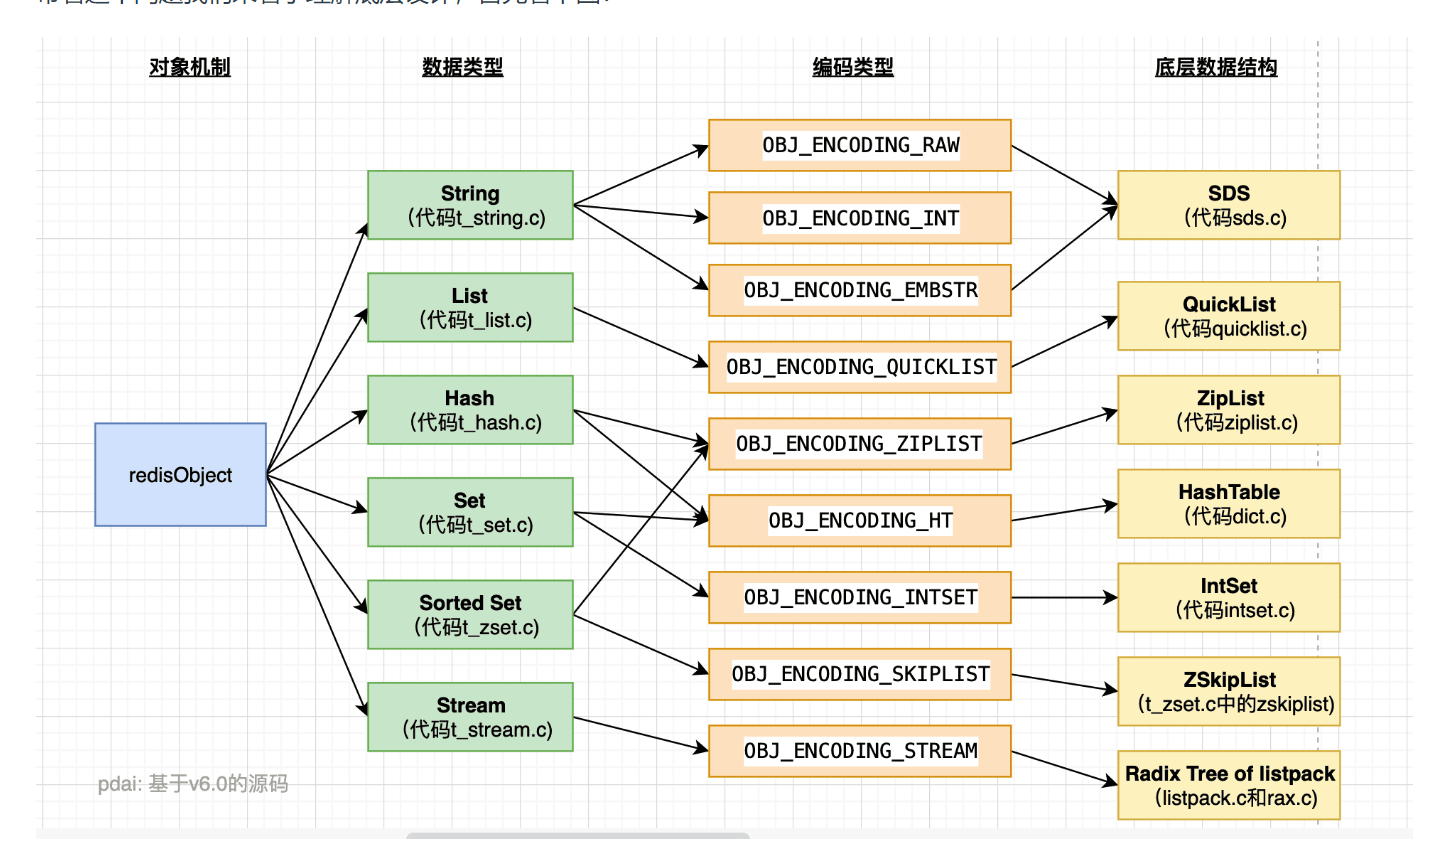 对象机制
数据类型
编码类型
底层数据结构
redisObject
String
（代码t_string.c)
List
（代码t_list.c)
Hash
（代码t_hash.c)
Set
（代码t_set.c)
Sorted Set
（代码t_zset.c)
Stream
（代码t_stream.c)
OBJ_ENCODING_RAW
OBJ_ENCODING_INT
OBJ_ENCODING_EMBSTR
OBJ_ENCODING_QUICKLIST
OBJ_ENCODING_ZIPLIST
OBJ_ENCODING_HT
OBJ_ENCODING_INTSET
OBJ_ENCODING_SKIPLIST
OBJ_ENCODING_STREAM
SDS
（代码sds.c)
QuickList
（代码quicklist.c)
ZipList
（代码ziplist.c)
HashTable
（代码dict.c)
IntSet
（代码intset.c)
ZSkipList
（t_zset.c中的zskiplist)
Radix Tree of listpack
（listpack.c和rax.c)
pdai: 基于v6.0的源码